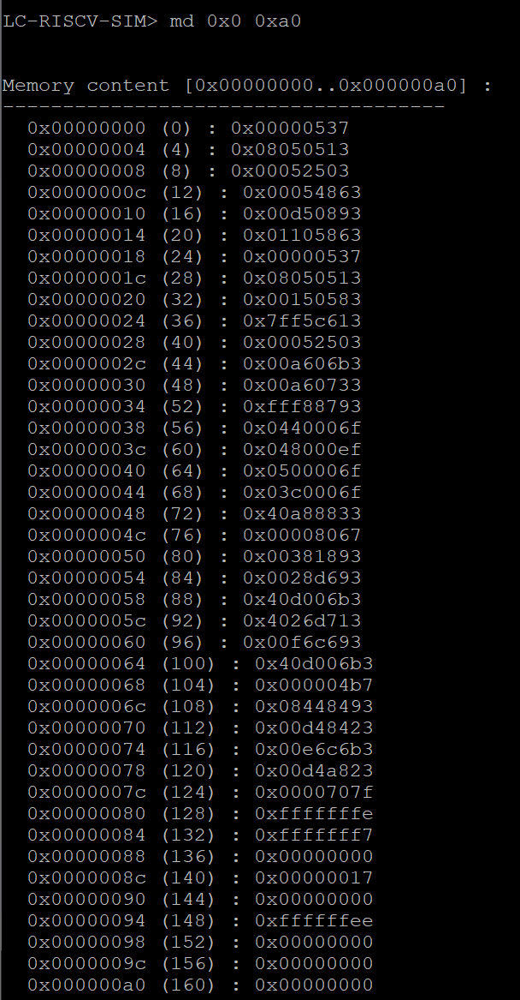 LC-RISCV-SIM> md 0x0 0xa0
Memory content [0x00000000..0x000000a0] :
-------------------------------------
0x00000000 (0) : 0x00000537
0x00000004 (4) : 0x08050513
0x00000008 (8) : 0x00052503
0x0000000c (12) : 0x00054863
0x00000010 (16) : 0x00d50893
0x00000014 (20) : 0x01105863
0x00000018 (24) : 0x00000537
0x0000001c (28) : 0x08050513
0x00000020 (32) : 0x00150583
0x00000024 (36) : 0x7ff5c613
0x00000028 (40) : 0x00052503
0x0000002c (44) : 0x00a606b3
0x00000030 (48) : 0x00a60733
0x00000034 (52) : 0xfff88793
0x00000038 (56) : 0x0440006f
0x0000003c (60) : 0x048000ef
0x00000040 (64) : 0x0500006f
0x00000044 (68) : 0x03c0006f
0x00000048 (72) : 0x40a88833
0x0000004c (76) : 0x00008067
0x00000050 (80) : 0x00381893
0x00000054 (84) : 0x0028d693
0x00000058 (88) : 0x40d006b3
0x0000005c (92) : 0x4026d713
0x00000060 (96) : 0x00f6c693
0x00000064 (100) : 0x40d006b3
0x00000068 (104) : 0x000004b7
0x0000006c (108) : 0x08448493
0x00000070 (112) : 0x00d48423
0x00000074 (116) : 0x00e6c6b3
0x00000078 (120) : 0x00d4a823
0x0000007c (124) : 0x0000707f
0x00000080 (128) : 0xfffffffe
0x00000084 (132) : 0xfffffff7
0x00000088 (136) : 0x00000000
0x0000008c (140) : 0x00000017
0x00000090 (144) : 0x00000000
0x00000094 (148) : 0xffffffee
0x00000098 (152) : 0x00000000
0x0000009c (156) : 0x00000000
0x000000a0 (160) : 0x00000000